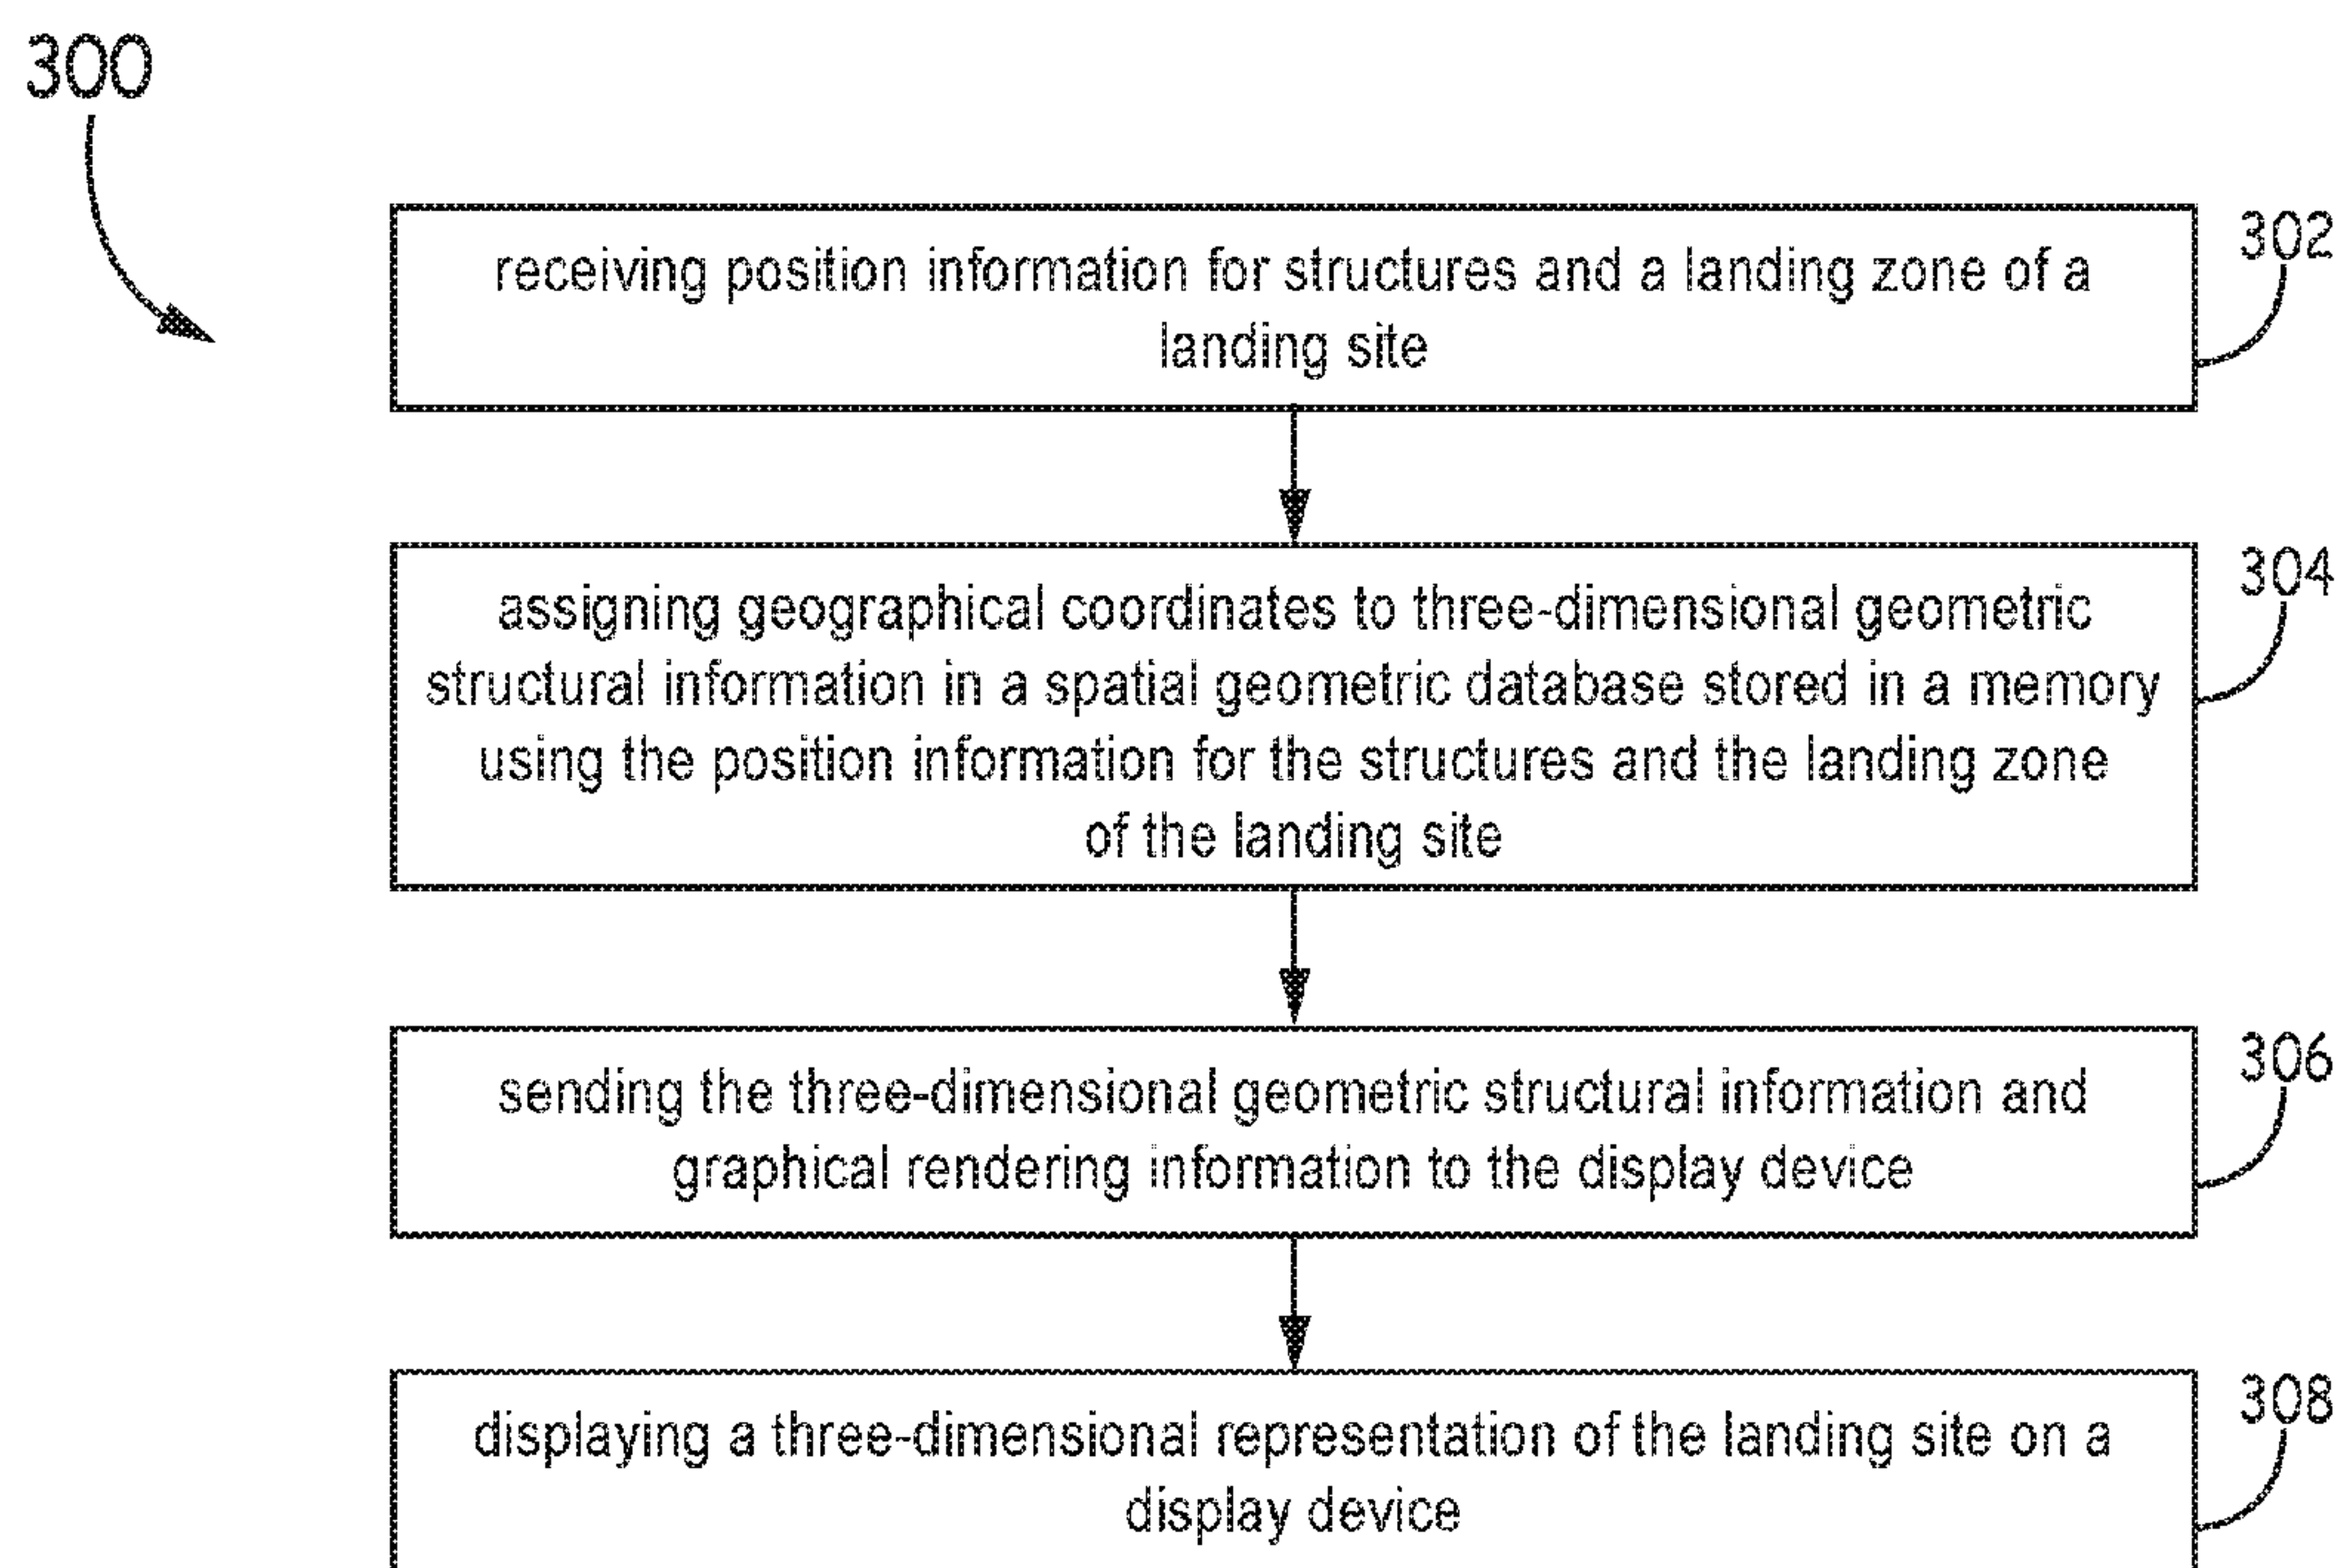 300
receiving position information for structures and a landing zone of a
landing site
302
assigning geographical coordinates to three-dimensional geometric
structural information in a spatial geometric database stored in a memory
using the position information for the structures and the landing zone
of the landing site
304
sending the three-dimensional geometric structural information and
graphical rendering information to the display device
306
displaying a three-dimensional representation of the landing site on a
display device
308